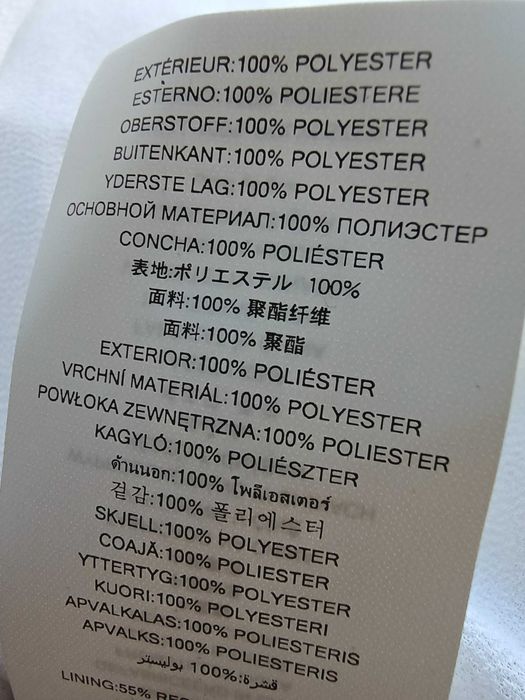 EXTÉRIEUR:100% POLYESTER
ESTERNO:100% POLIESTERE
OBERSTOFF:100% POLYESTER
BUITENKANT:100% POLYESTER
YDERSTE LAG:100% POLYESTER
ОСНОВНОЙ МАТЕРИАЛ:100% ПОЛИЭСТЕР
CONCHA:100% POLIÉSTER
表地:ポリエステル 100%
面料:100% 聚酯纤维
面料:100% 聚酯
EXTERIOR:100% POLIÉSTER
VRCHNÍ MATERIÁL:100% POLYESTER
POWŁOKA ZEWNĘTRZNA:100% POLIESTER
KAGYLÓ:100% POLIÉSZTER
ด้านนอก:100% โพลีเอสเตอร์
겉감:100% 폴리에스터
SKJELL:100% POLYESTER
COAJĂ:100% POLYESTER
YTTERTYG:100% POLYESTER
KUORI:100% POLYESTERI
APVALKALAS:100% POLIESTERIS
APVALKS:100% POLIESTERIS
قشرة:100% بوليستر
LINING:55%